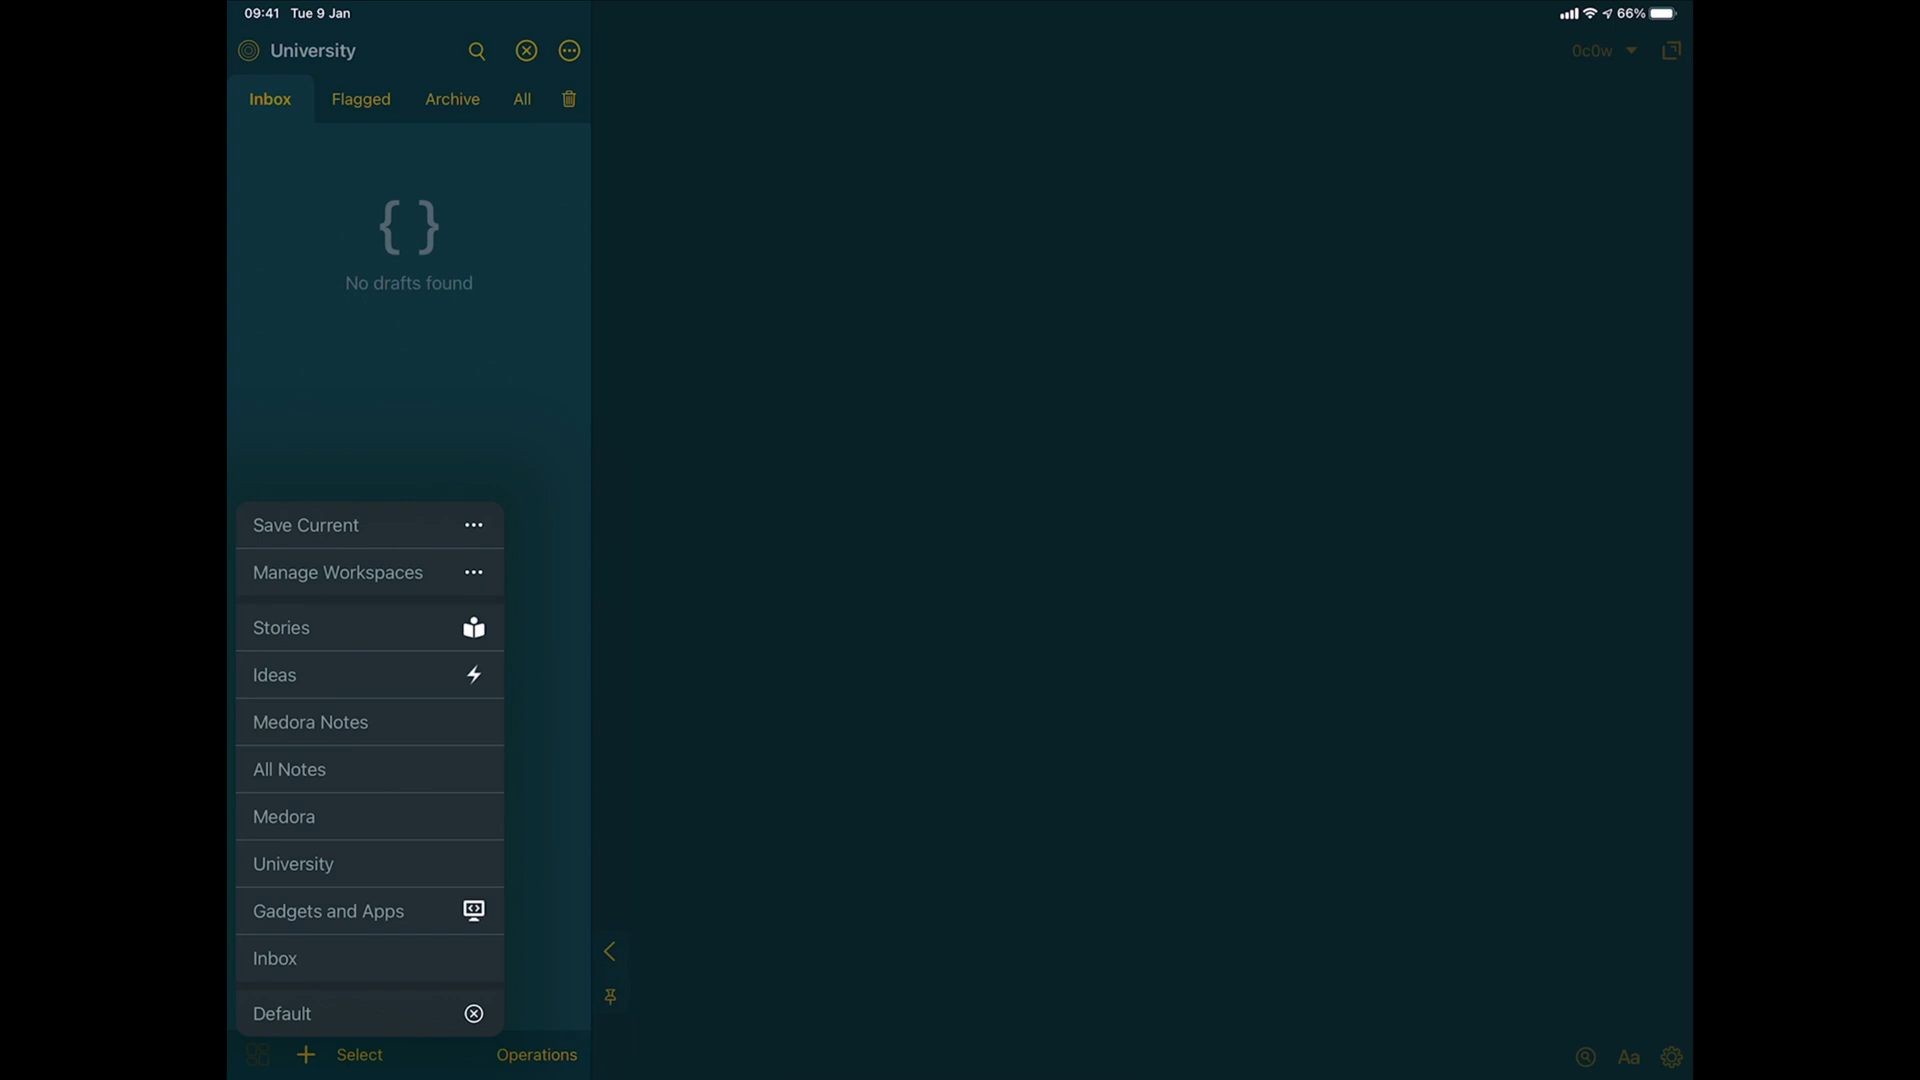 09:41 Tue 9 Jan
66%
University
0c0w
Inbox
Flagged
Archive
All
{ }
No drafts found
Save Current
Manage Workspaces
Stories
Ideas
Medora Notes
All Notes
Medora
University
Gadgets and Apps
Inbox
Default
Select
Operations
Aa